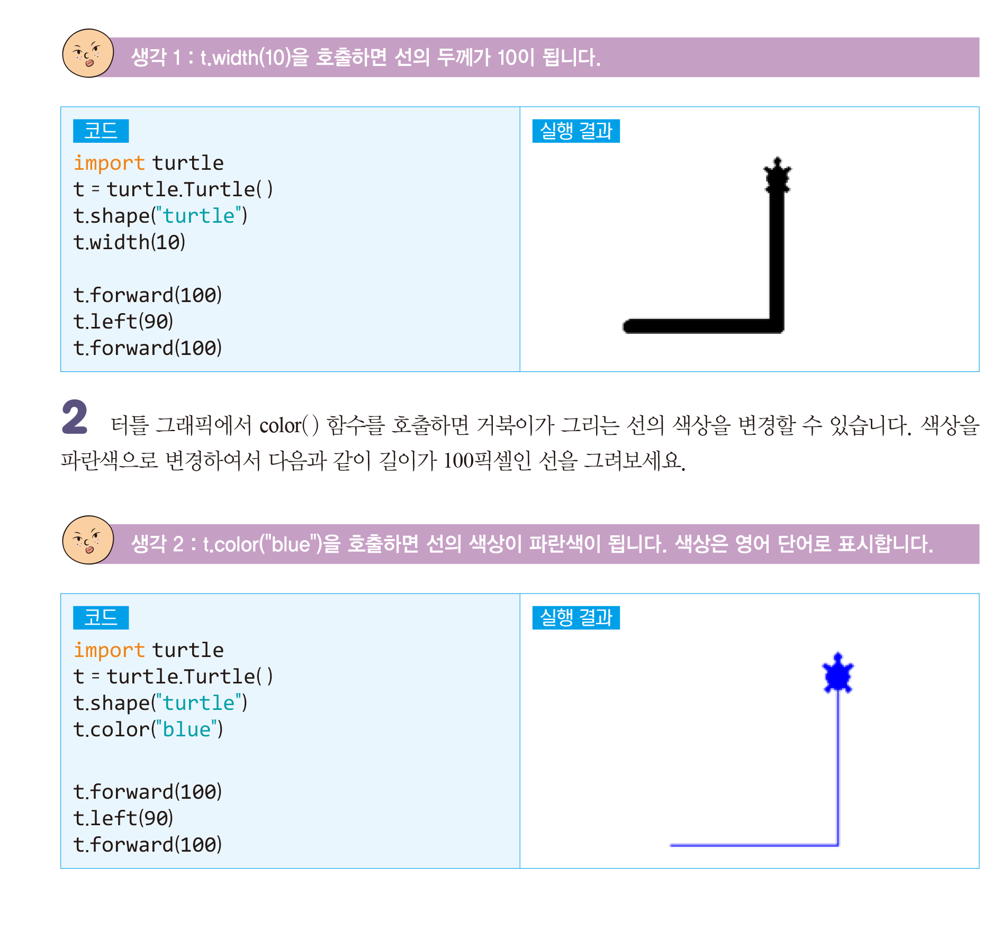 생각 1 : t.width(10)을 호출하면 선의 두께가 10이 됩니다.
코드
import turtle
t = turtle.Turtle( )
t.shape("turtle")
t.width(10)
t.forward(100)
t.left(90)
t.forward(100)
실행 결과
2 터틀 그래픽에서 color( ) 함수를 호출하면 거북이가 그리는 선의 색상을 변경할 수 있습니다. 색상을
파란색으로 변경하여서 다음과 같이 길이가 100픽셀인 선을 그려보세요.
생각 2 : t.color("blue")을 호출하면 선의 색상이 파란색이 됩니다. 색상은 영어 단어로 표시합니다.
코드
import turtle
t = turtle.Turtle( )
t.shape("turtle")
t.color("blue")
t.forward(100)
t.left(90)
t.forward(100)
실행 결과